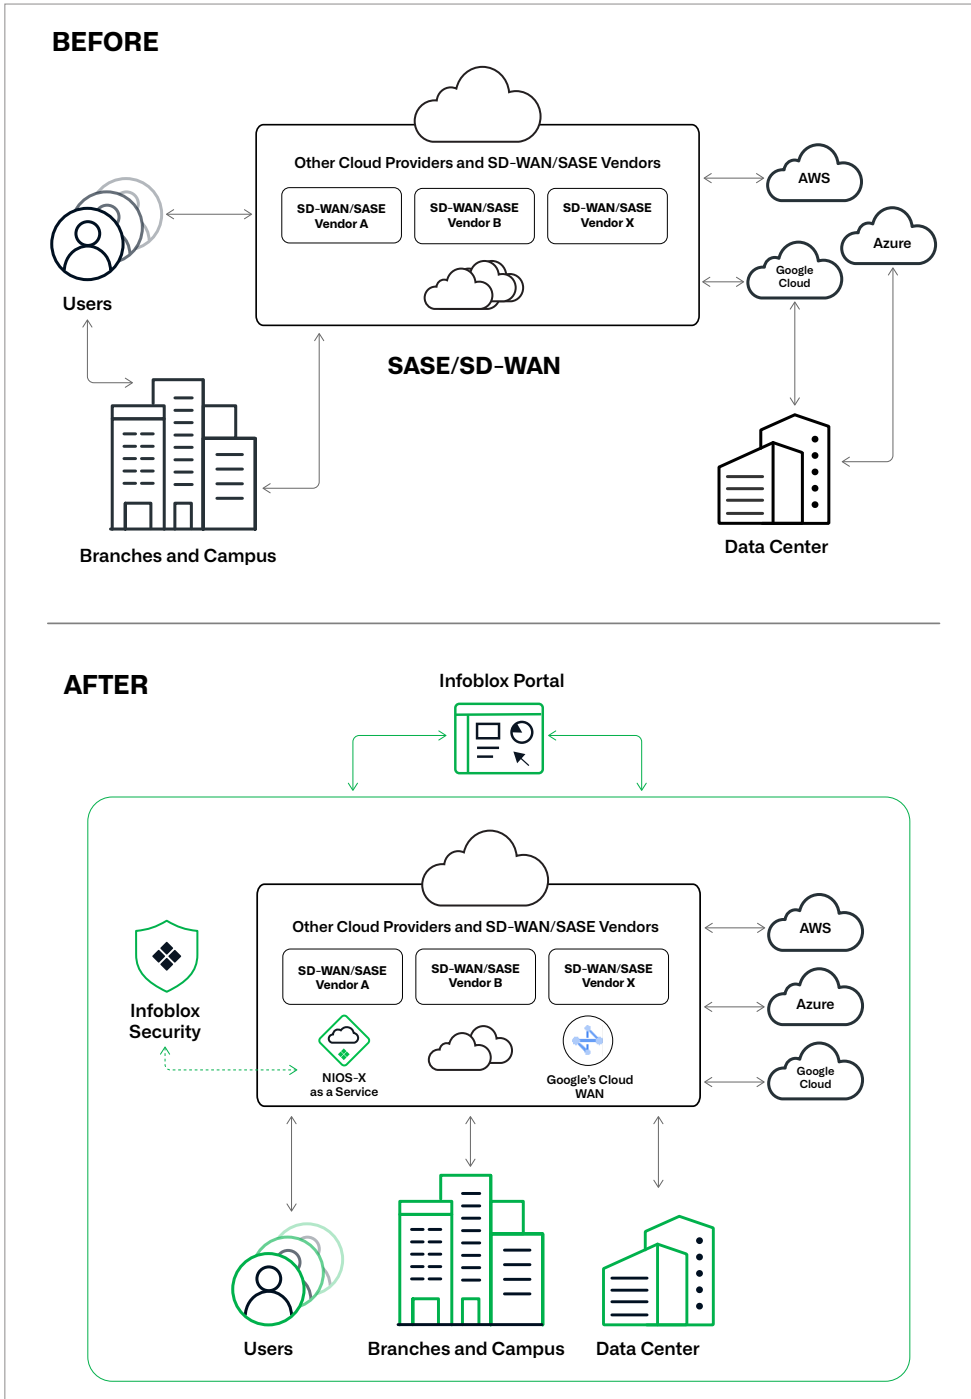 BEFORE
Other Cloud Providers and SD-WAN/SASE Vendors
SD-WAN/SASE
Vendor A
SD-WAN/SASE
Vendor B
SD-WAN/SASE
Vendor X
AWS
Azure
Google
Cloud
Users
SASE/SD-WAN
Branches and Campus
Data Center
AFTER
Infoblox Portal
Other Cloud Providers and SD-WAN/SASE Vendors
SD-WAN/SASE
Vendor A
SD-WAN/SASE
Vendor B
SD-WAN/SASE
Vendor X
AWS
Azure
Google
Cloud
Infoblox
Security
NIOS-X
as a Service
Google's Cloud
WAN
Users
Branches and Campus
Data Center